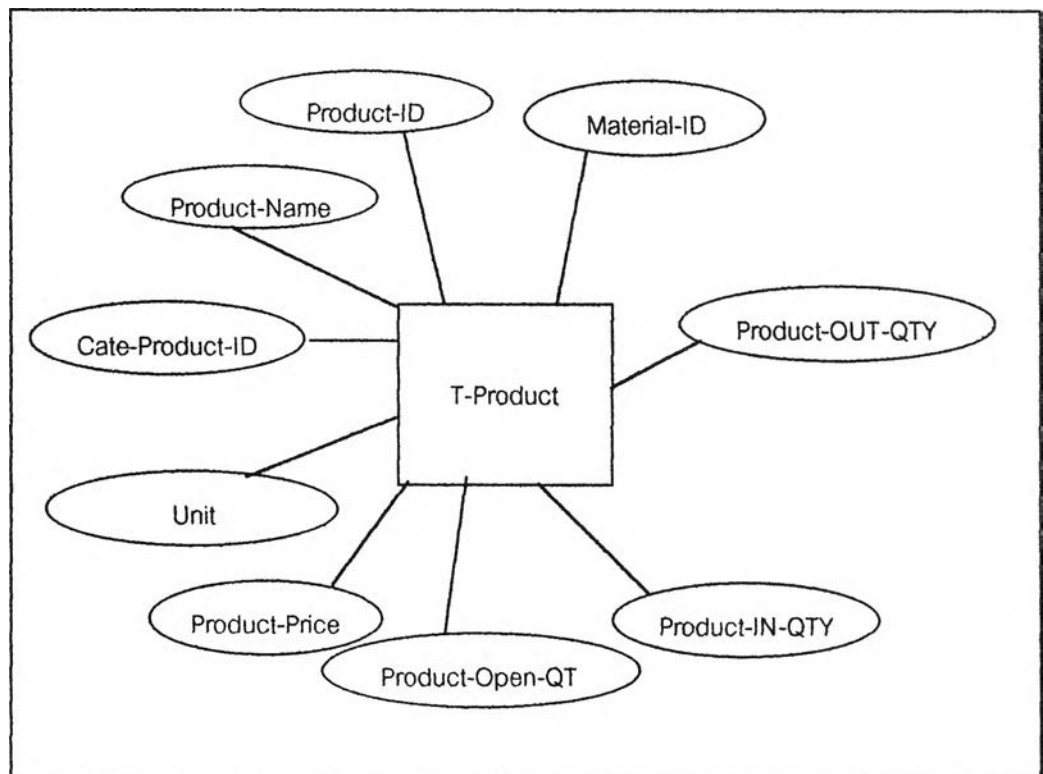 Product-ID
Material-ID
Product-Name
Cate-Product-ID
Product-OUT-QTY
T-Product
Unit
Product-Price
Product-IN-QTY
Product-Open-QT